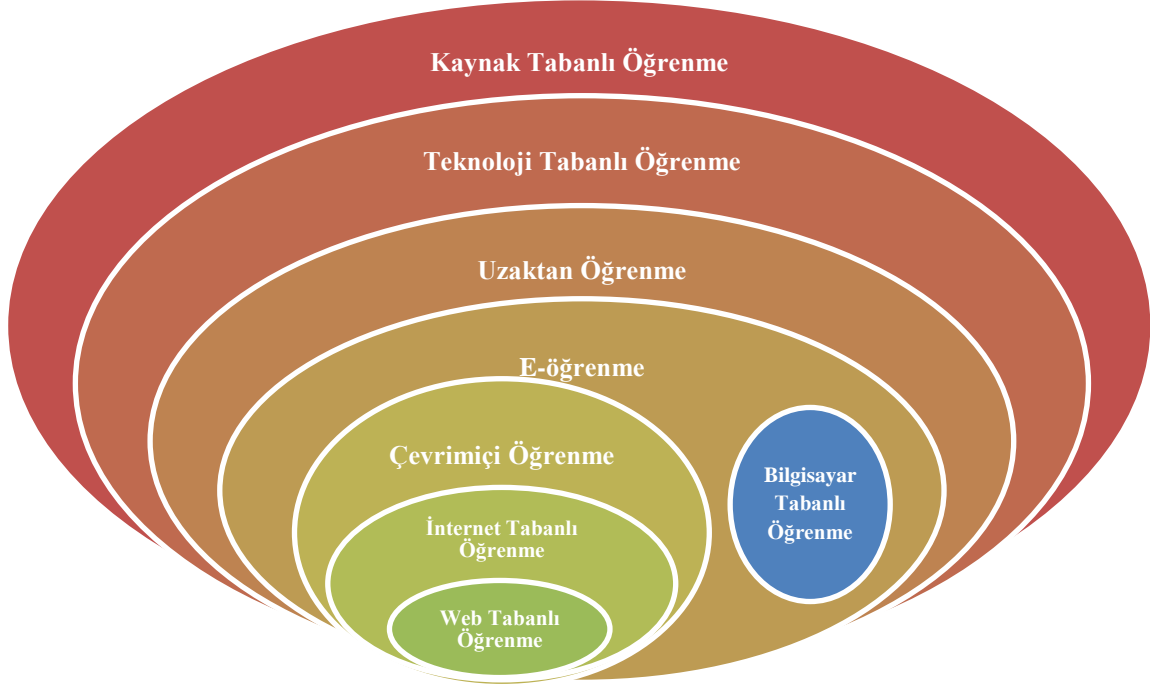 Kaynak Tabanlı Öğrenme
Teknoloji Tabanlı Öğrenme
Uzaktan Öğrenme
E-öğrenme
Çevrimiçi Öğrenme
İnternet Tabanlı
Öğrenme
Web Tabanlı
Öğrenme
Bilgisayar
Tabanlı
Öğrenme